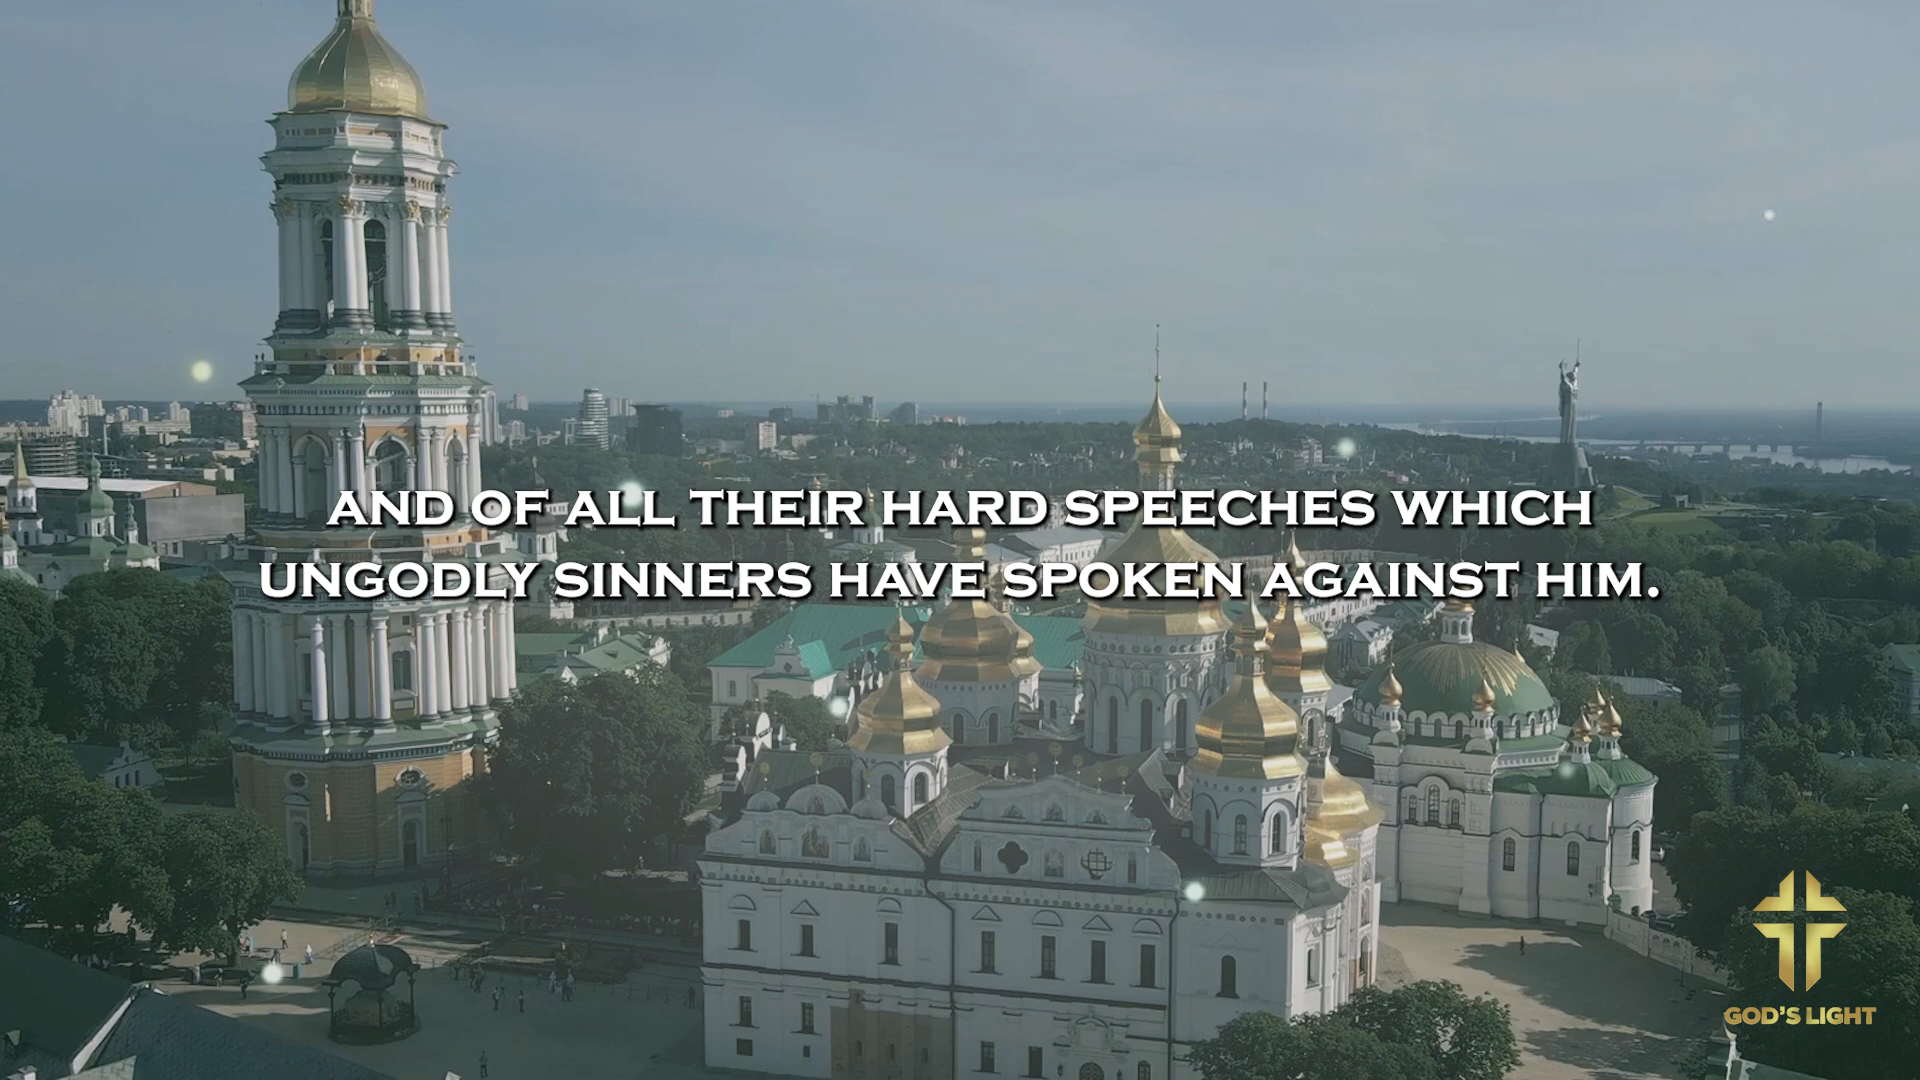 AND OF ALL THEIR HARD SPEECHES WHICH
UNGODLY SINNERS HAVE SPOKEN AGAINST HIM.
GOD'S LIGHT